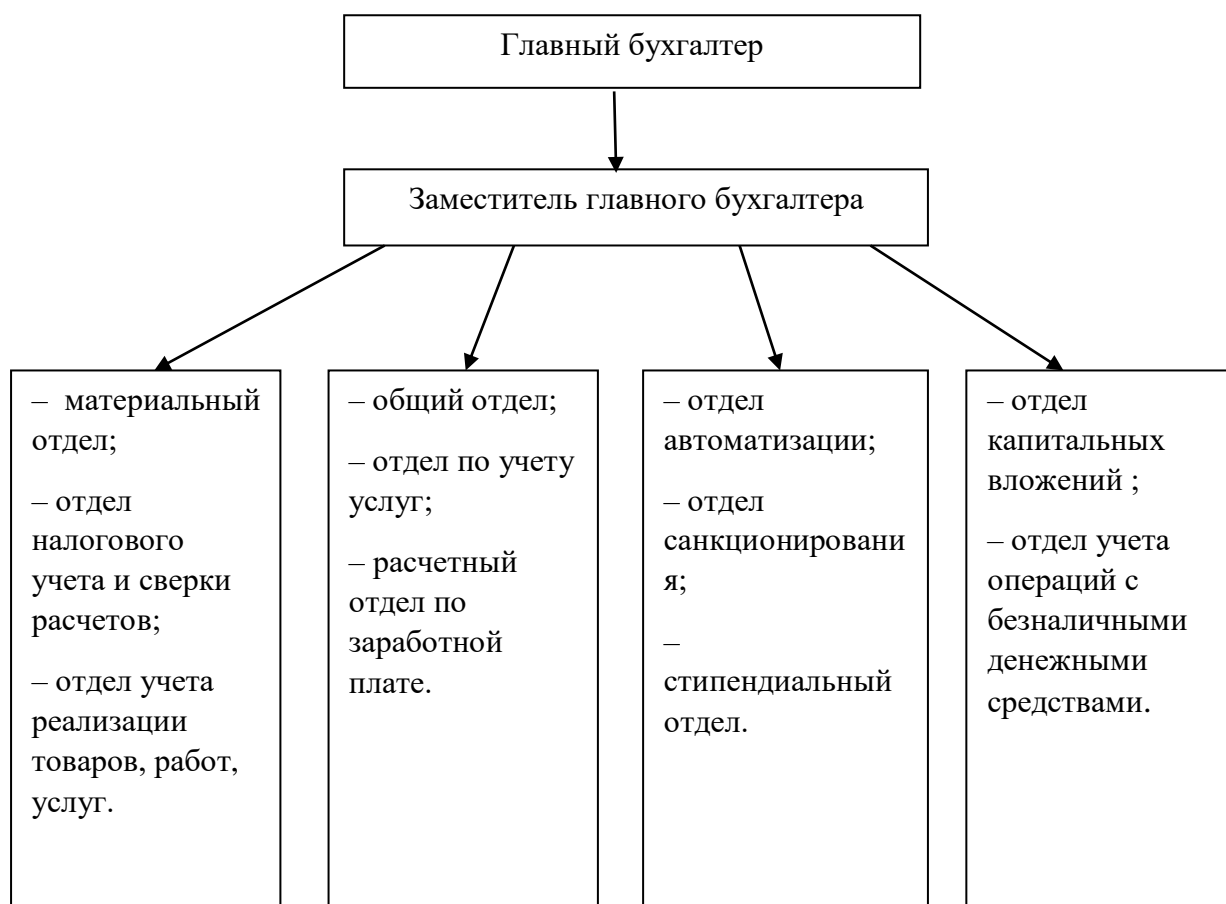 Главный бухгалтер
Заместитель главного бухгалтера
– материальный
отдел;
– отдел
налогового
учета и сверки
расчетов;
– отдел учета
реализации
товаров, работ,
услуг.
– общий отдел;
– отдел по учету
услуг;
– расчетный
отдел по
заработной
плате.
– отдел
автоматизации;
– отдел
санкционировани
я;
–
стипендиальный
отдел.
– отдел
капитальных
вложений ;
– отдел учета
операций с
безналичными
денежными
средствами.